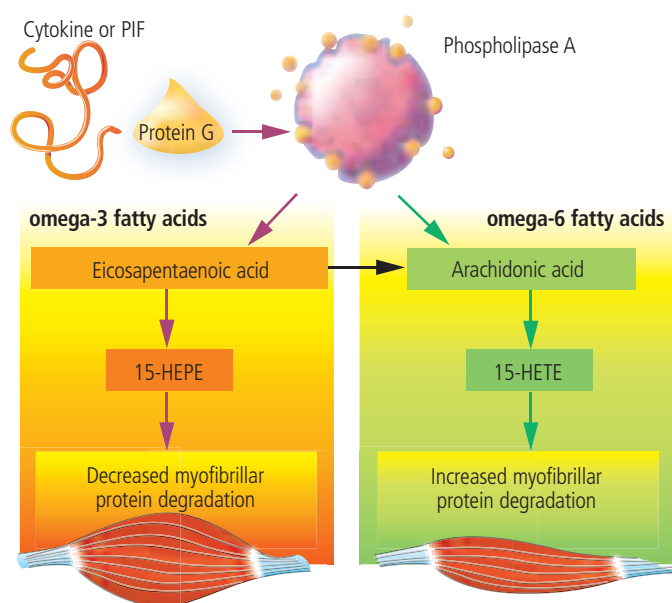 Cytokine or PIF
Phospholipase A
Protein G
omega-3 fatty acids
omega-6 fatty acids
Eicosapentaenoic acid
Arachidonic acid
15-HEPE
15-HETE
Decreased myofibrillar
protein degradation
Increased myofibrillar
protein degradation